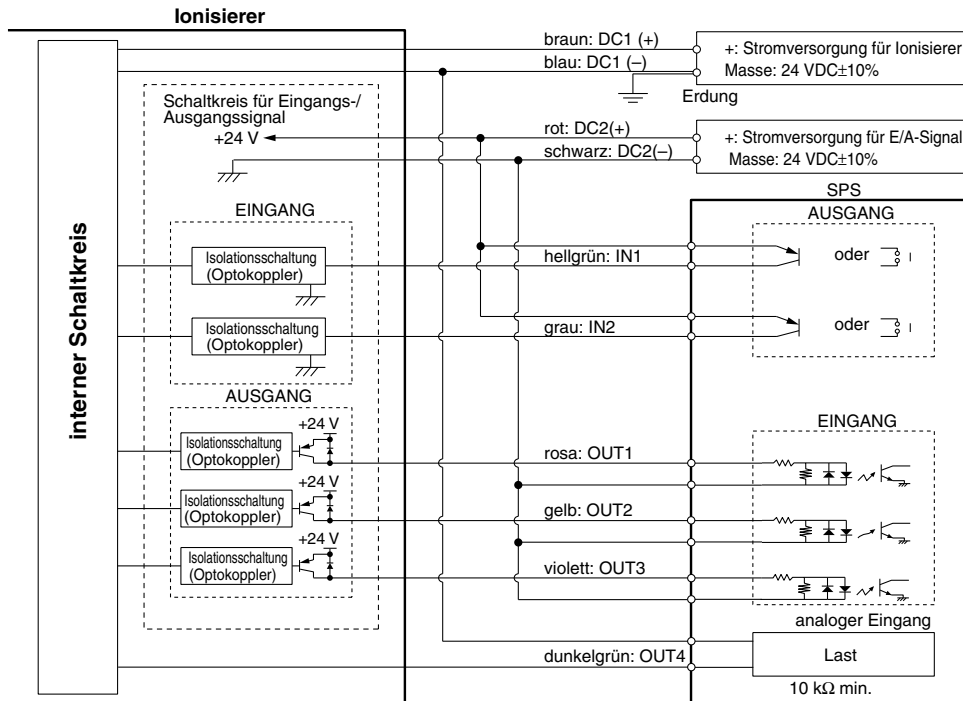 Ionisierer
braun: DC1 (+)
blau: DC1 (–)
+: Stromversorgung für Ionisierer
Masse: 24 VDC±10%
Erdung
Schaltkreis für Eingangs-/
Ausgangssignal
+24 V
rot: DC2(+)
schwarz: DC2(–)
+: Stromversorgung für E/A-Signal
Masse: 24 VDC±10%
SPS
interner Schaltkreis
EINGANG
AUSGANG
Isolationsschaltung
(Optokoppler)
hellgrün: IN1
oder
Isolationsschaltung
(Optokoppler)
grau: IN2
oder
AUSGANG
EINGANG
+24 V
Isolationsschaltung
(Optokoppler)
rosa: OUT1
+24 V
Isolationsschaltung
(Optokoppler)
gelb: OUT2
+24 V
Isolationsschaltung
(Optokoppler)
violett: OUT3
analoger Eingang
dunkelgrün: OUT4
Last
10 kΩ min.